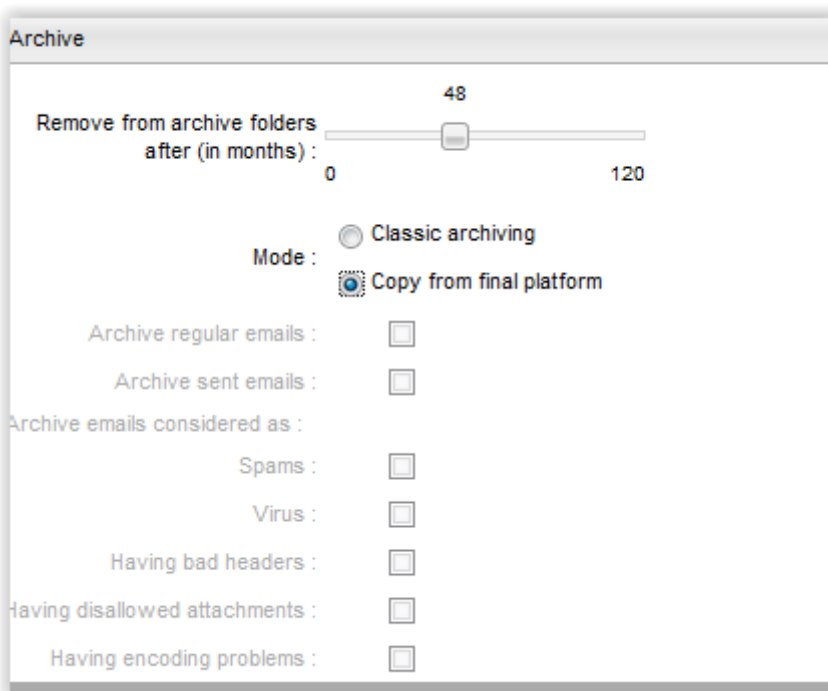 Archive
48
Remove from archive folders
after (in months) :
0 120
Classic archiving
Mode :
Copy from final platform
Archive regular emails :
Archive sent emails :
Archive emails considered as :
Spams :
Virus :
Having bad headers :
Having disallowed attachments :
Having encoding problems :